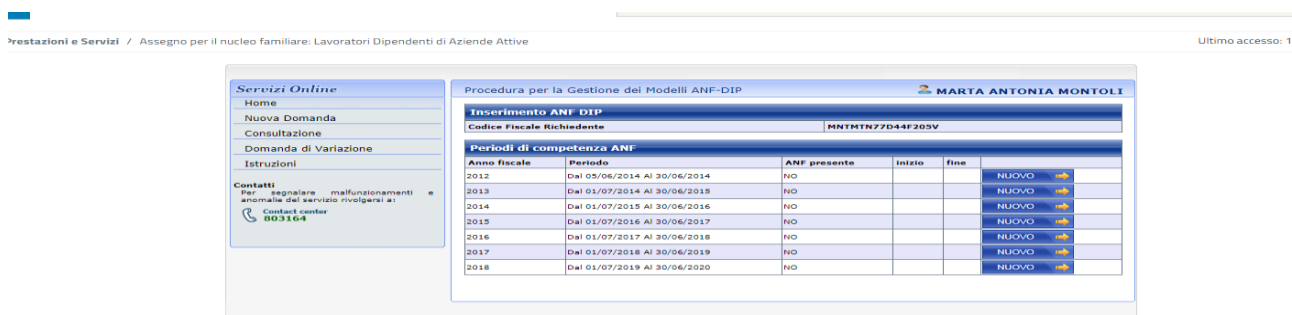 Prestazioni e Servizi / Assegno per il nucleo familiare: Lavoratori Dipendenti di Aziende Attive
Ultimo accesso: 1
Servizi Online
Home
Nuova Domanda
Consultazione
Domanda di Variazione
Istruzioni
Contatti
Per segnalare malfunzionamenti e
anomalie del servizio rivolgersi a:
Contact center
803164
Procedura per la Gestione dei Modelli ANF-DIP
MARTA ANTONIA MONTOLI
Inserimento ANF DIP
Codice Fiscale Richiedente MNTMTN77D44F205V
Periodi di competenza ANF
Anno fiscale Periodo ANF presente Inizio fine
2012 Dal 05/06/2014 Al 30/06/2014 NO NUOVO
2013 Dal 01/07/2014 Al 30/06/2015 NO NUOVO
2014 Dal 01/07/2015 Al 30/06/2016 NO NUOVO
2015 Dal 01/07/2016 Al 30/06/2017 NO NUOVO
2016 Dal 01/07/2017 Al 30/06/2018 NO NUOVO
2017 Dal 01/07/2018 Al 30/06/2019 NO NUOVO
2018 Dal 01/07/2019 Al 30/06/2020 NO NUOVO